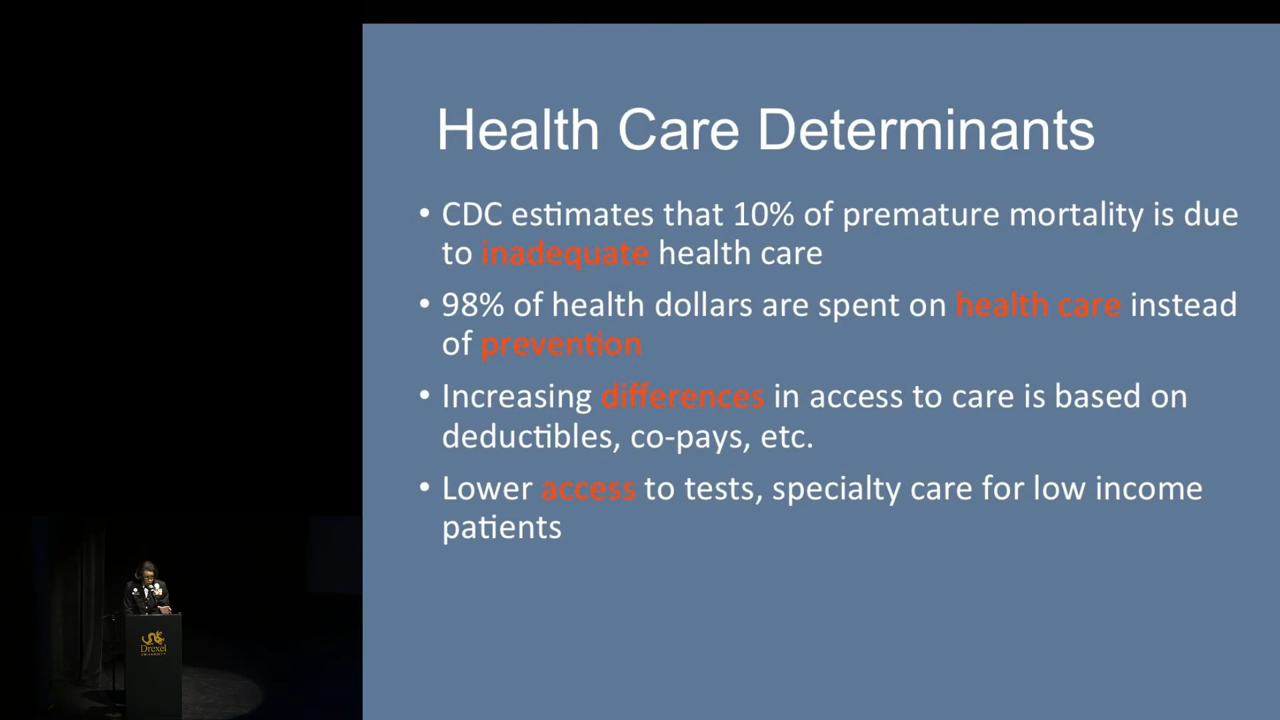 Health Care Determinants
• CDC estimates that 10% of premature mortality is due
to inadequate health care
• 98% of health dollars are spent on health care instead
of prevention
• Increasing differences in access to care is based on
deductibles, co-pays, etc.
• Lower access to tests, specialty care for low income
patients
Drexel
UNIVERSITY